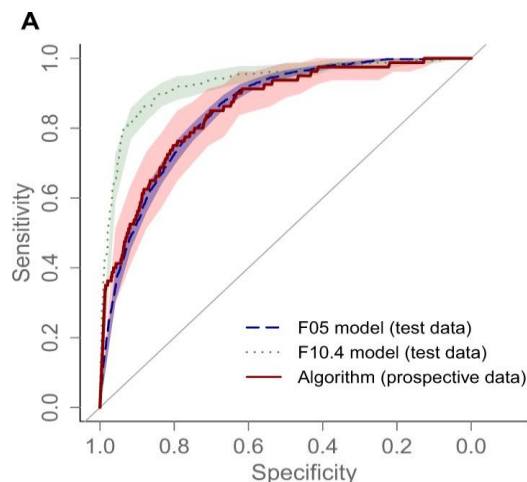 A
1.0
0.8
0.6
0.4
0.2
0.0
Sensitivity
F05 model (test data)
F10.4 model (test data)
Algorithm (prospective data)
1.0 0.8 0.6 0.4 0.2 0.0
Specificity